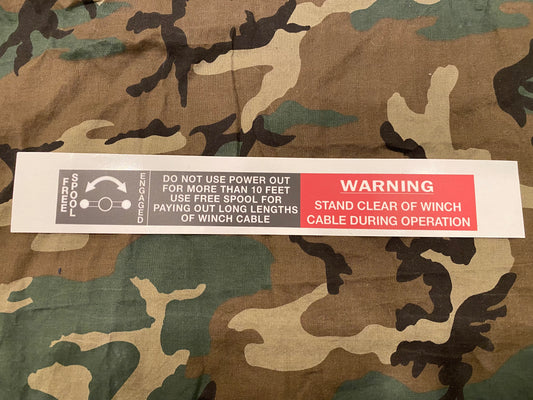 FREE
SPOOL
ENGAGED
DO NOT USE POWER OUT
FOR MORE THAN 10 FEET
USE FREE SPOOL FOR
PAYING OUT LONG LENGTHS
OF WINCH CABLE
WARNING
STAND CLEAR OF WINCH
CABLE DURING OPERATION